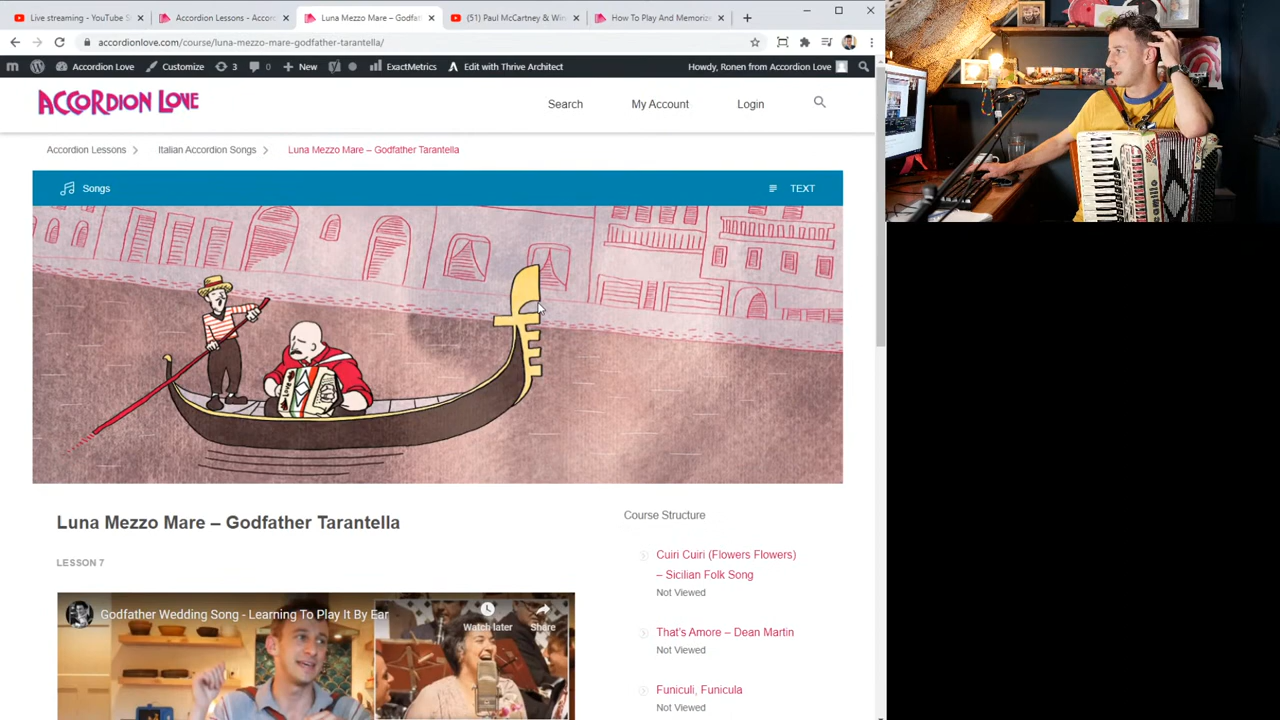 Live streaming - YouTube S
Accordion Lessons - Accor
Luna Mezzo Mare – Godfat
(51) Paul McCartney & Win
How To Play And Memoriz
accordionlove.com/course/luna-mezzo-mare-godfather-tarantella/
Accordion Love
Customize
3
0
New
ExactMetrics
Edit with Thrive Architect
Howdy, Ronen from Accordion Love
ACCORDION LOVE
Search
My Account
Login
Accordion Lessons
Italian Accordion Songs
Luna Mezzo Mare – Godfather Tarantella
Songs
TEXT
Luna Mezzo Mare – Godfather Tarantella
LESSON 7
Godfather Wedding Song - Learning To Play It By Ear
Watch later
Share
Course Structure
Cuiri Cuiri (Flowers Flowers)
– Sicilian Folk Song
Not Viewed
That's Amore – Dean Martin
Not Viewed
Funiculi, Funicula
Not Viewed